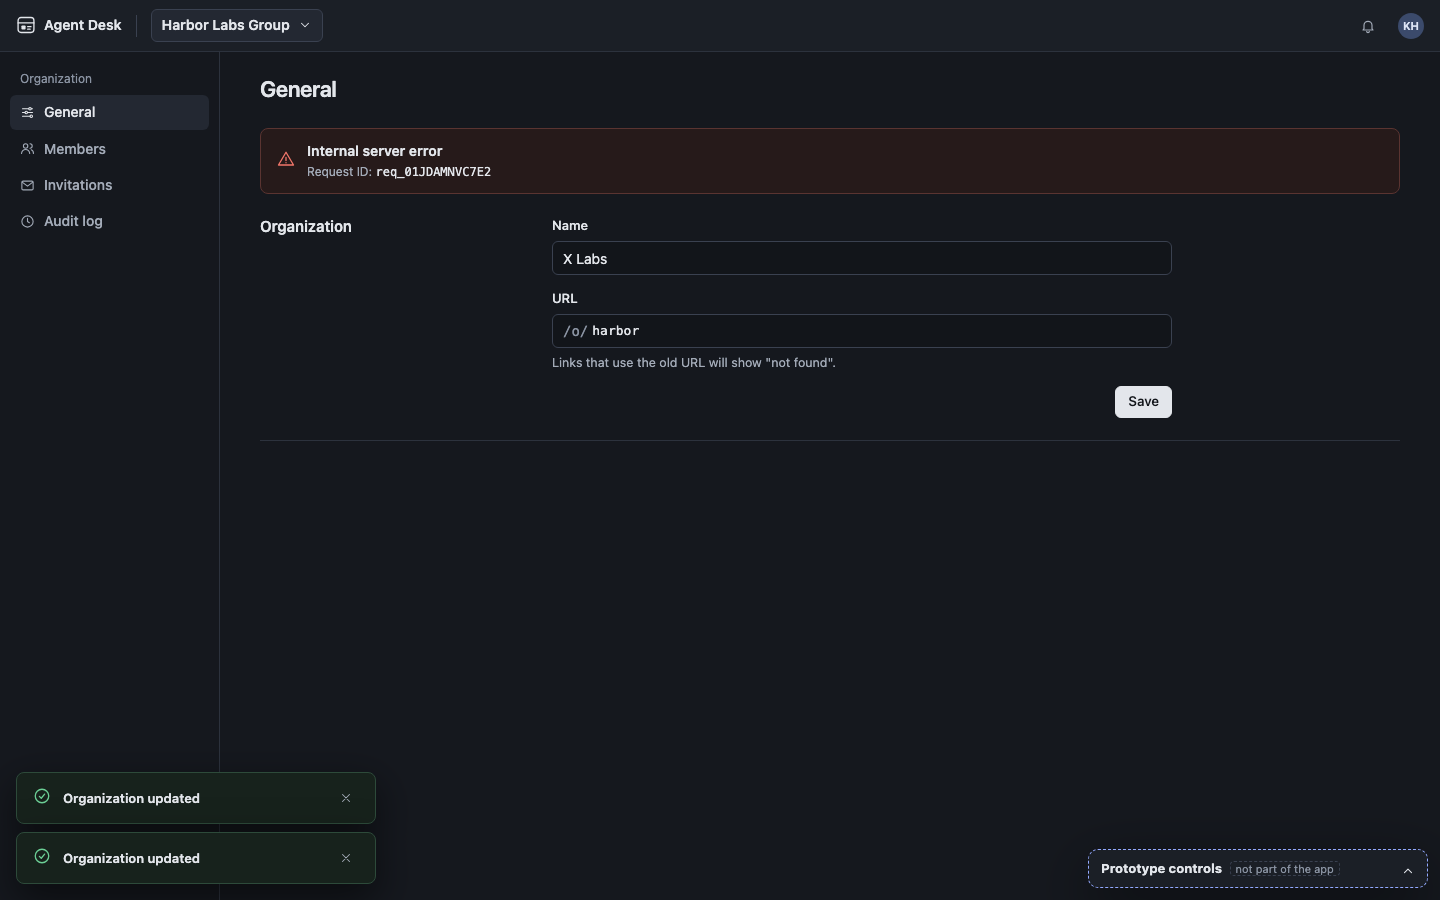 Agent Desk
Harbor Labs Group
KH
Organization
General
Members
Invitations
Audit log
General
Internal server error
Request ID: req_01JDAMNVC7E2
Organization
Name
X Labs
URL
/o/ harbor
Links that use the old URL will show "not found".
Save
Organization updated
Organization updated
Prototype controls not part of the app